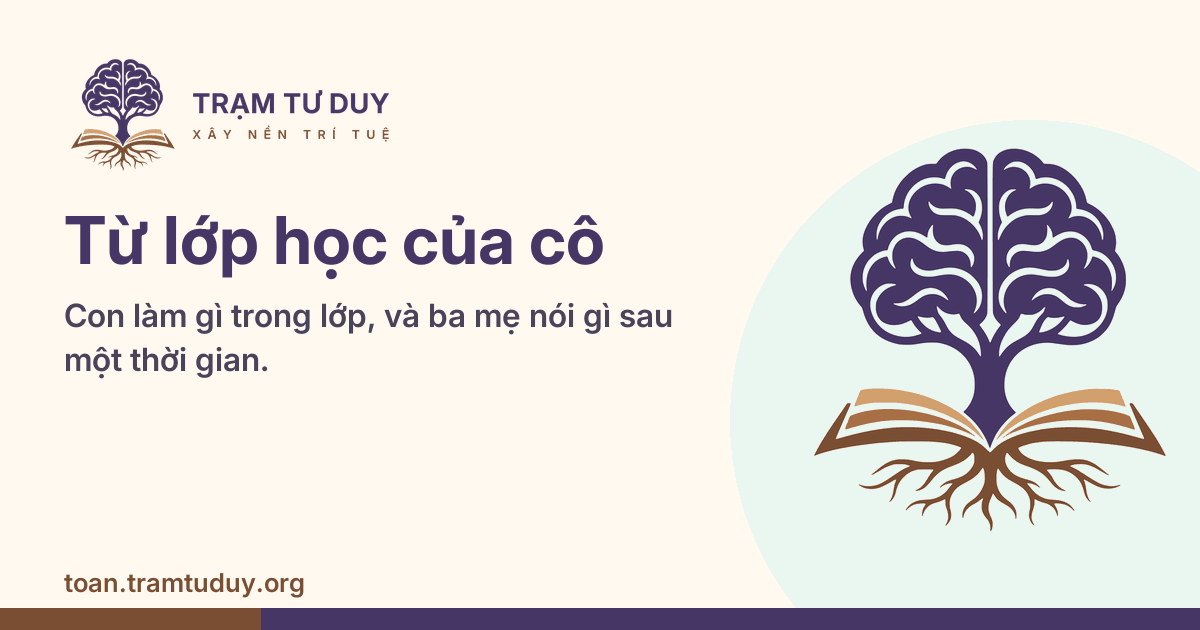 TRẠM TƯ DUY
XÂY NỀN TRÍ TUỆ
Từ lớp học của cô
Con làm gì trong lớp, và ba mẹ nói gì sau
một thời gian.
toan.tramtuduy.org